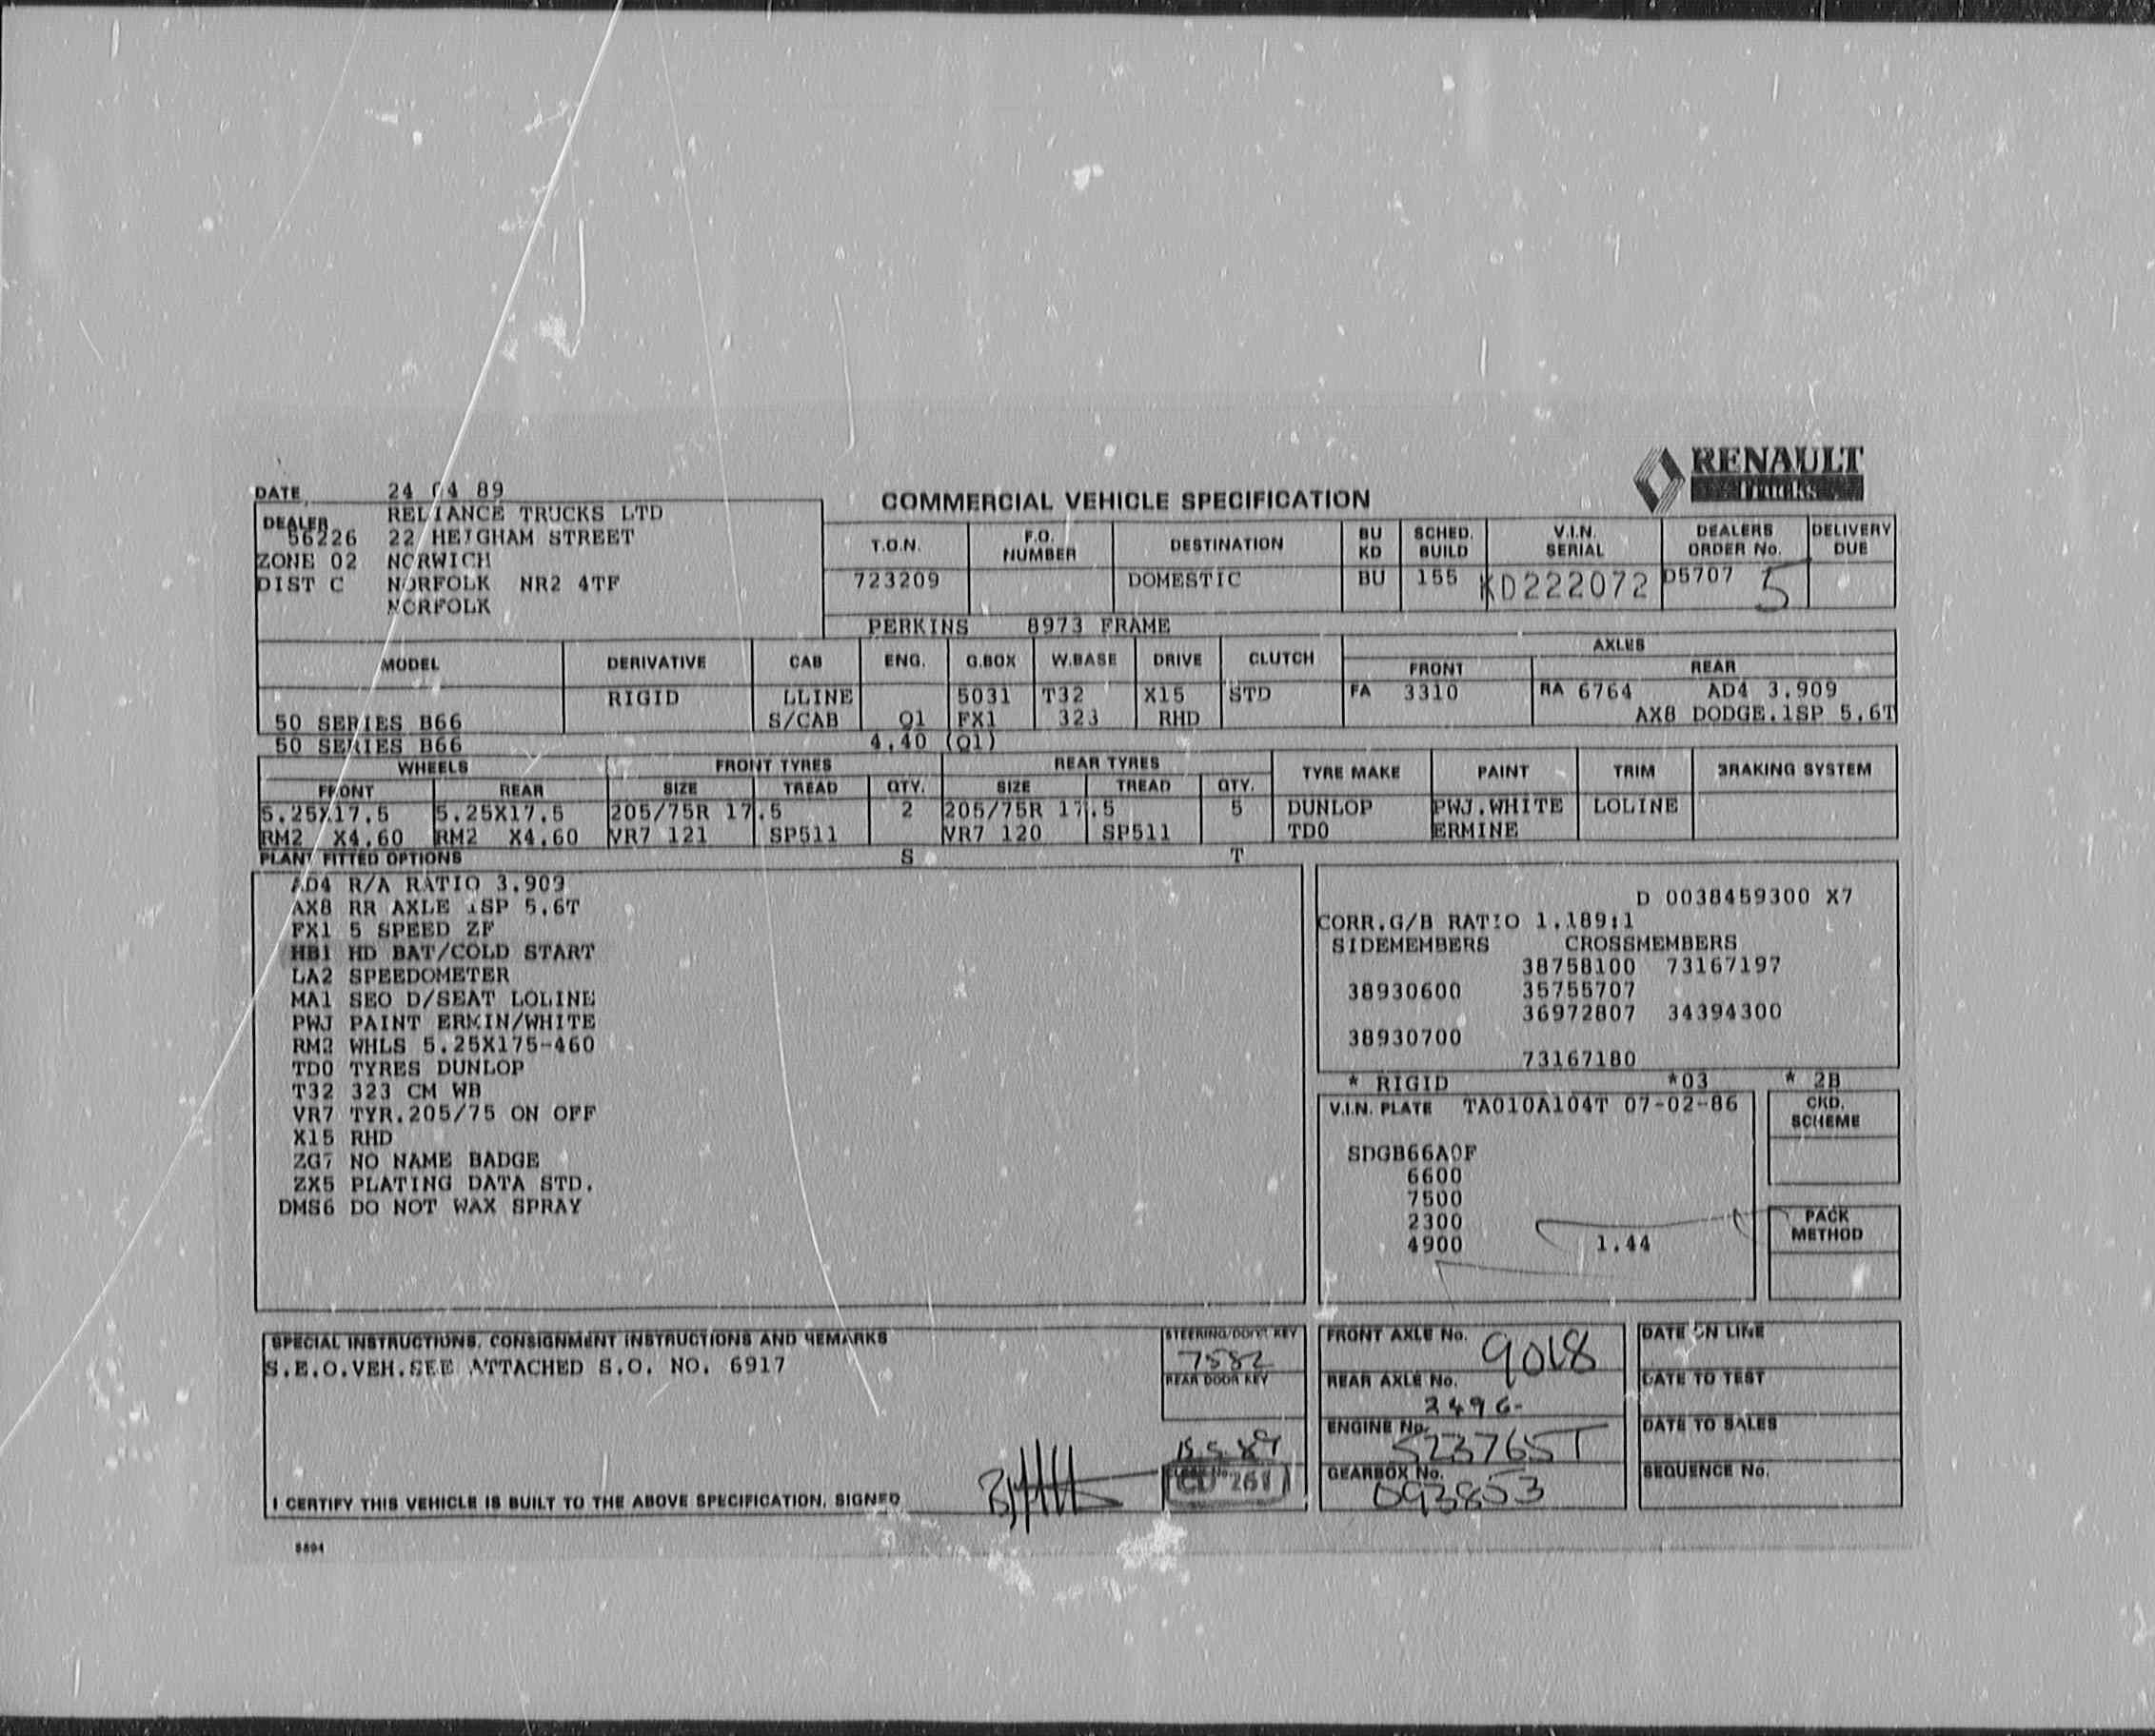 RENAULT
Trucks
DATE 24 04 89
COMMERCIAL VEHICLE SPECIFICATION
DEALER RELIANCE TRUCKS LTD
56226 22 HEIGHAM STREET
ZONE 02 NORWICH
DIST C NORFOLK NR2 4TF
NORFOLK
T.O.N. F.O. NUMBER DESTINATION BU KD SCHED. BUILD V.I.N. SERIAL DEALERS ORDER No. DELIVERY DUE
723209 DOMESTIC BU 155 KD222072 D5707 5
PERKINS 8973 FRAME
MODEL DERIVATIVE CAB ENG. G.BOX W.BASE DRIVE CLUTCH AXLES
FRONT REAR
RIGID LLINE 5031 T32 X15 STD FA 3310 RA 6764 AD4 3.909
50 SERIES B66 S/CAB Q1 FX1 323 RHD AX8 DODGE.1SP 5.6T
50 SERIES B66 4.40 (Q1)
WHEELS FRONT TYRES REAR TYRES TYRE MAKE PAINT TRIM BRAKING SYSTEM
FRONT REAR SIZE TREAD QTY. SIZE TREAD QTY.
5.25X17.5 5.25X17.5 205/75R 17.5 2 205/75R 17.5 5 DUNLOP PWJ.WHITE LOLINE
RM2 X4.60 RM2 X4.60 VR7 121 SP511 VR7 120 SP511 TD0 ERMINE
PLANT FITTED OPTIONS S T
AD4 R/A RATIO 3.909
AX8 RR AXLE 1SP 5.6T
FX1 5 SPEED ZF
HB1 HD BAT/COLD START
LA2 SPEEDOMETER
MA1 SEO D/SEAT LOLINE
PWJ PAINT ERMIN/WHITE
RM2 WHLS 5.25X175-460
TD0 TYRES DUNLOP
T32 323 CM WB
VR7 TYR.205/75 ON OFF
X15 RHD
ZG7 NO NAME BADGE
ZX5 PLATING DATA STD.
DMS6 DO NOT WAX SPRAY
D 0038459300 X7
CORR.G/B RATIO 1.189:1
SIDEMEMBERS CROSSMEMBERS
38758100 73167197
38930600 35755707
36972807 34394300
38930700
73167180
* RIGID *03 * 2B
V.I.N. PLATE TA010A104T 07-02-86
CKD. SCHEME
SDGB66A0F
6600
7500
2300
4900 1.44
PACK METHOD
SPECIAL INSTRUCTIONS, CONSIGNMENT INSTRUCTIONS AND REMARKS
S.E.O.VEH.SEE ATTACHED S.O. NO. 6917
STEERING/DOOR KEY
7582
REAR DOOR KEY
15.5.89
CD 261
I CERTIFY THIS VEHICLE IS BUILT TO THE ABOVE SPECIFICATION. SIGNED
FRONT AXLE No. 9018
REAR AXLE No.
2496-
ENGINE No.
523765T
GEARBOX No.
093853
DATE ON LINE
DATE TO TEST
DATE TO SALES
SEQUENCE No.
5894